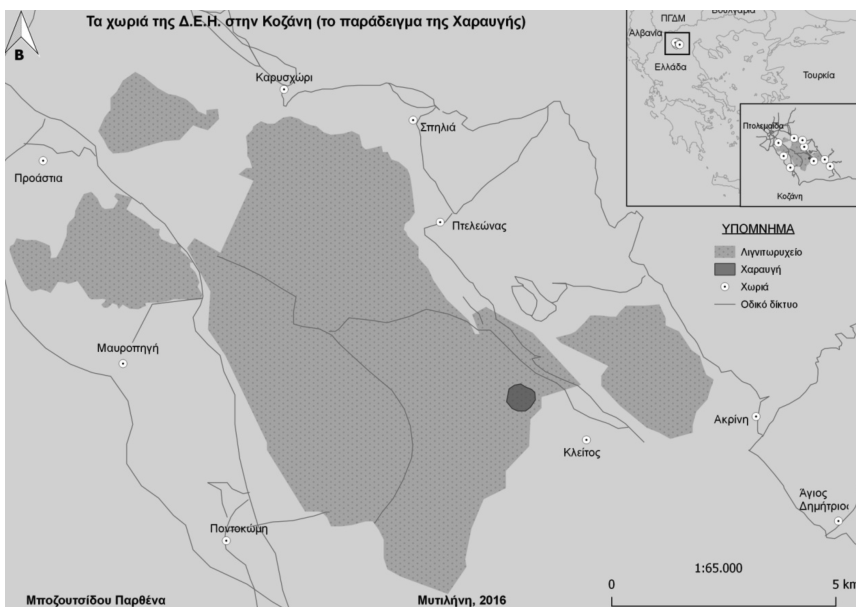 Τα χωριά της Δ.Ε.Η. στην Κοζάνη (το παράδειγμα της Χαραυγής)
Β
ΠΓΔΜ
Βουλγαρία
Αλβανία
Ελλάδα
Τουρκία
Πτολεμαΐδα
Κοζάνη
Καρυοχώρι
Σπηλιά
Προάστια
Πτελεώνας
ΥΠΟΜΝΗΜΑ
Λιγνιτωρυχείο
Χαραυγή
Χωριά
Οδικό δίκτυο
Μαυροπηγή
Ακρίνη
Κλείτος
Άγιος
Δημήτριος
Ποντοκώμη
1:65.000
0
5 km
Μποζουτσίδου Παρθένα
Μυτιλήνη, 2016